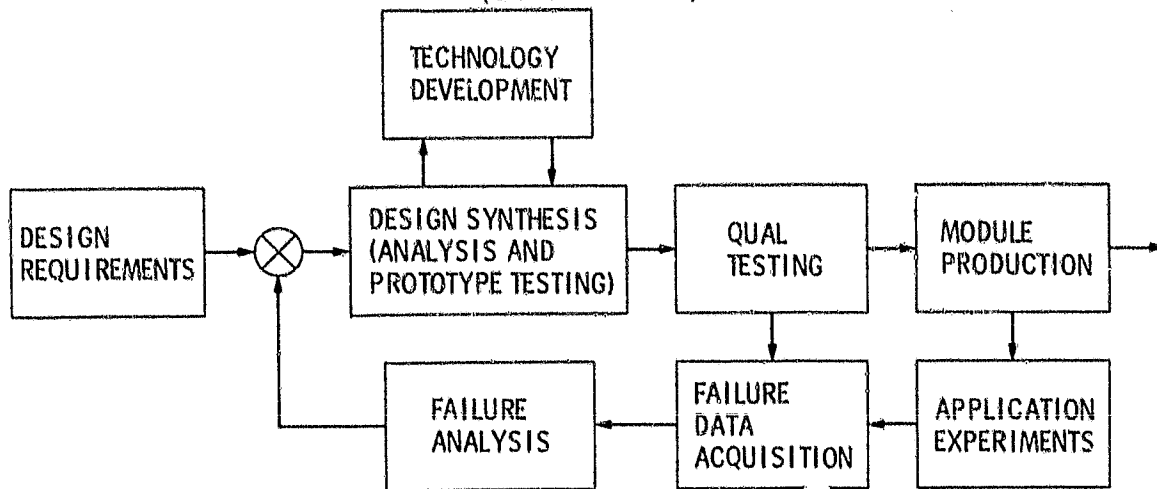 TECHNOLOGY
DEVELOPMENT
DESIGN
REQUIREMENTS
DESIGN SYNTHESIS
(ANALYSIS AND
PROTOTYPE TESTING)
QUAL
TESTING
MODULE
PRODUCTION
FAILURE
ANALYSIS
FAILURE
DATA
ACQUISITION
APPLICATION
EXPERIMENTS